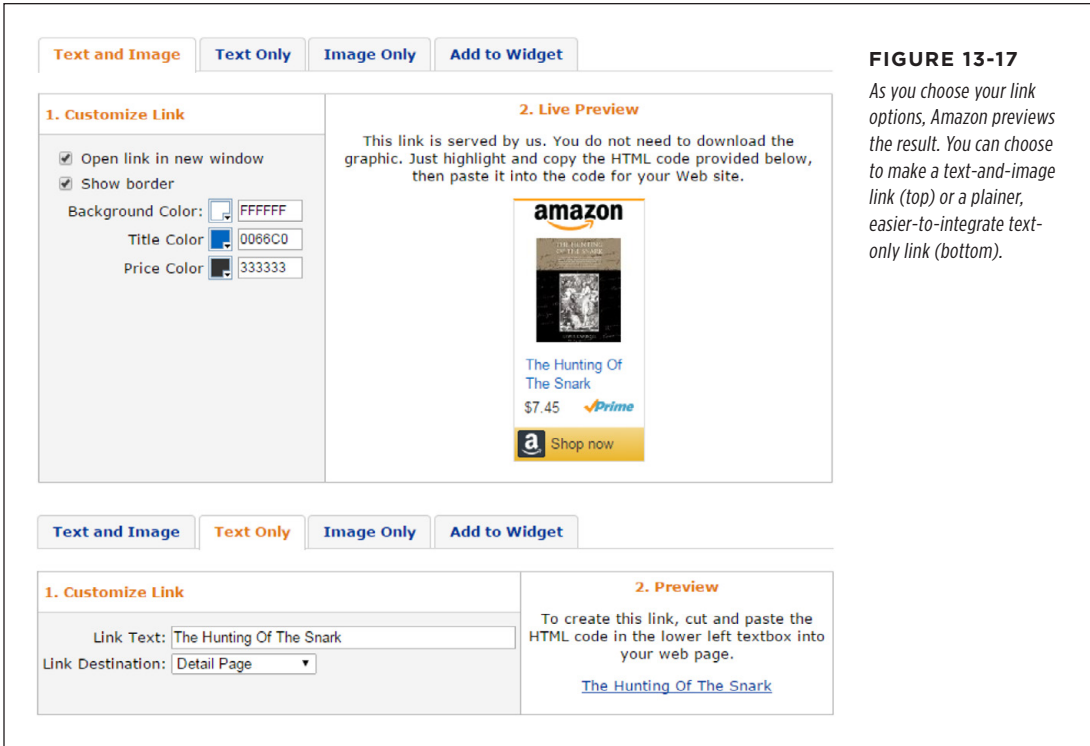 Text and Image
Text Only
Image Only
Add to Widget
1. Customize Link
Open link in new window
Show border
Background Color: FFFFFF
Title Color 0066C0
Price Color 333333
2. Live Preview
This link is served by us. You do not need to download the
graphic. Just highlight and copy the HTML code provided below,
then paste it into the code for your Web site.
amazon
THE HUNTING
OF THE SNARK
The Hunting Of
The Snark
$7.45 Prime
a Shop now
Text and Image
Text Only
Image Only
Add to Widget
1. Customize Link
Link Text: The Hunting Of The Snark
Link Destination: Detail Page
2. Preview
To create this link, cut and paste the
HTML code in the lower left textbox into
your web page.
The Hunting Of The Snark
FIGURE 13-17
As you choose your link
options, Amazon previews
the result. You can choose
to make a text-and-image
link (top) or a plainer,
easier-to-integrate text-
only link (bottom).